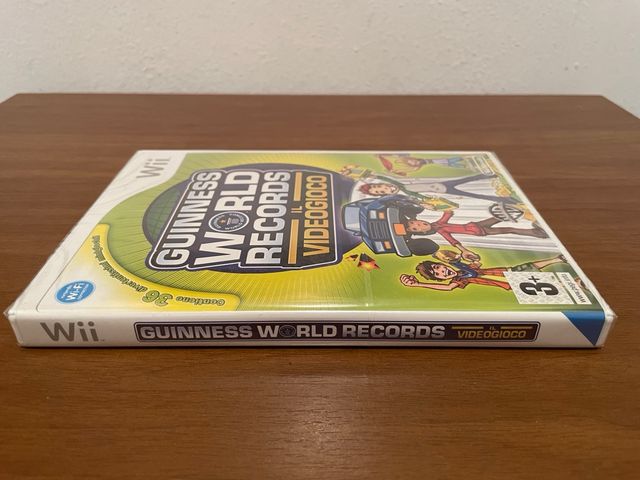 Wii
GUINNESS
WORLD
RECORDS
IL
VIDEOGIOCO
Contiene 36
Wi-Fi
3+
Wii
GUINNESS WORLD RECORDS IL VIDEOGIOCO